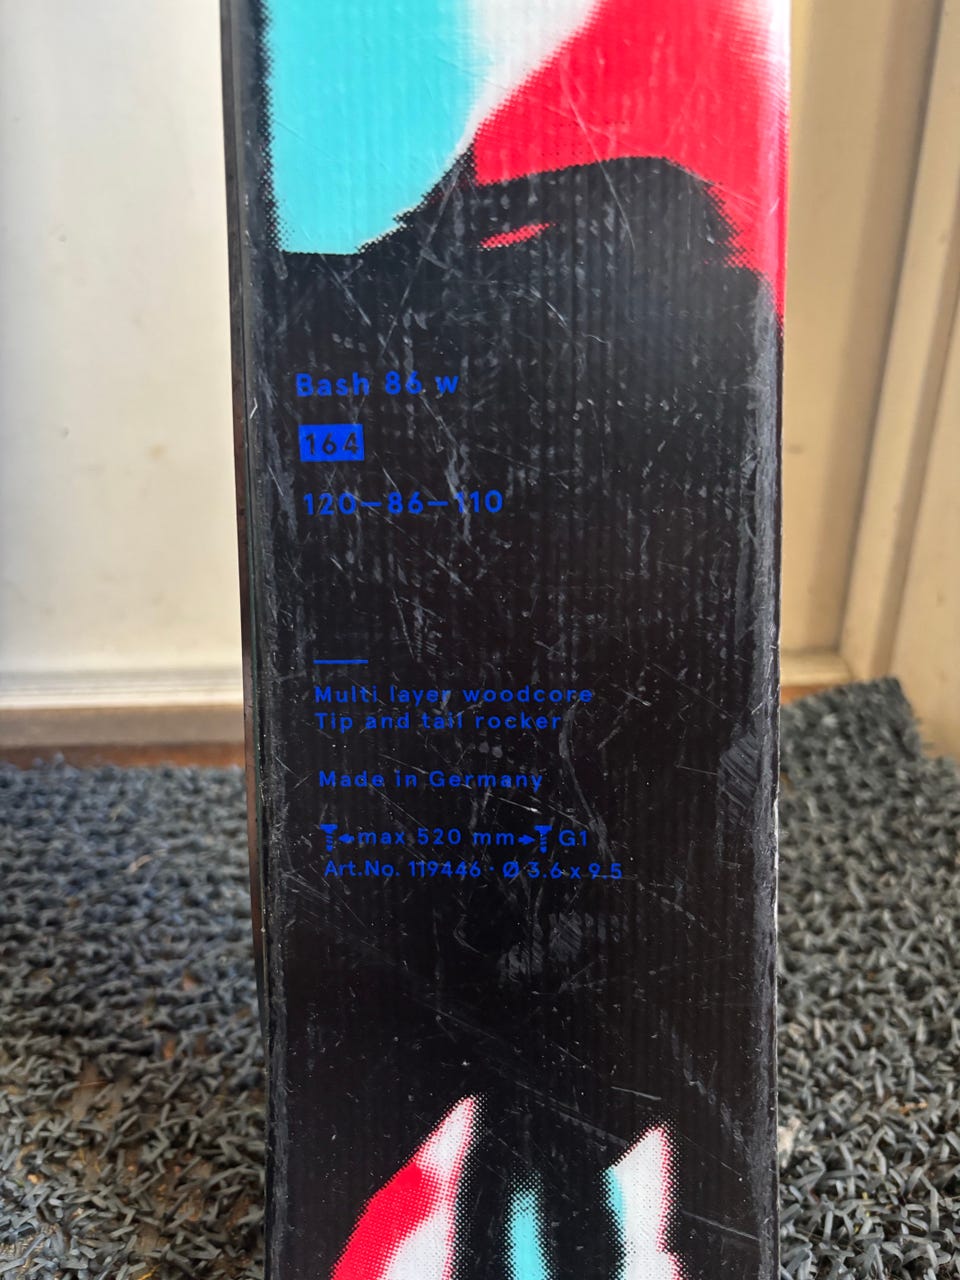 Bash 86 w
164
120–86–110
Multi layer woodcore
Tip and tail rocker
Made in Germany
max 520 mm G1
Art.No. 119446 · Ø 3.6 x 9.5